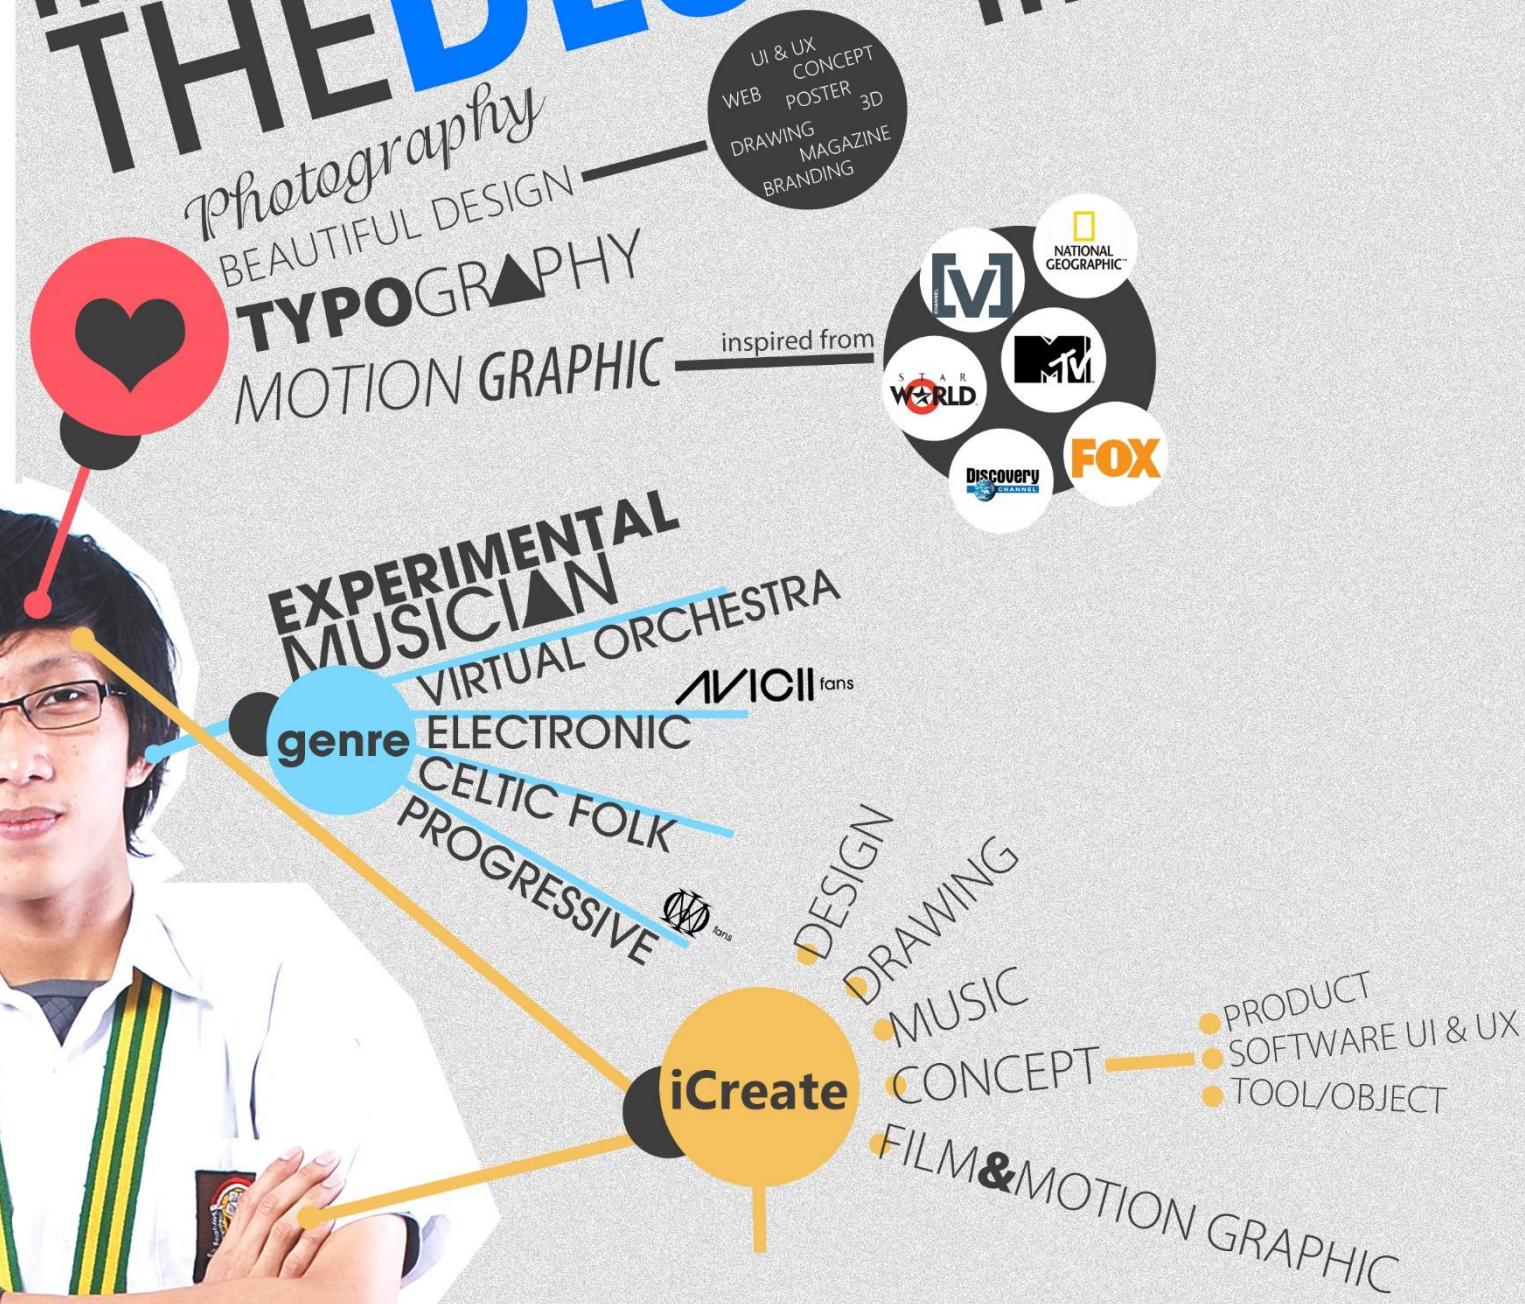 THE
Photography
BEAUTIFUL DESIGN
TYPOGRAPHY
MOTION GRAPHIC
UI & UX
CONCEPT
WEB
POSTER
3D
DRAWING
MAGAZINE
BRANDING
inspired from
NATIONAL
GEOGRAPHIC™
[V]
CHANNEL
STAR
WORLD
MTV
DISCOVERY
CHANNEL
FOX
EXPERIMENTAL
MUSICIAN
genre
VIRTUAL ORCHESTRA
AVICII fans
ELECTRONIC
CELTIC FOLK
PROGRESSIVE
fans
iCreate
DESIGN
DRAWING
MUSIC
CONCEPT
PRODUCT
SOFTWARE UI & UX
TOOL/OBJECT
FILM&MOTION GRAPHIC